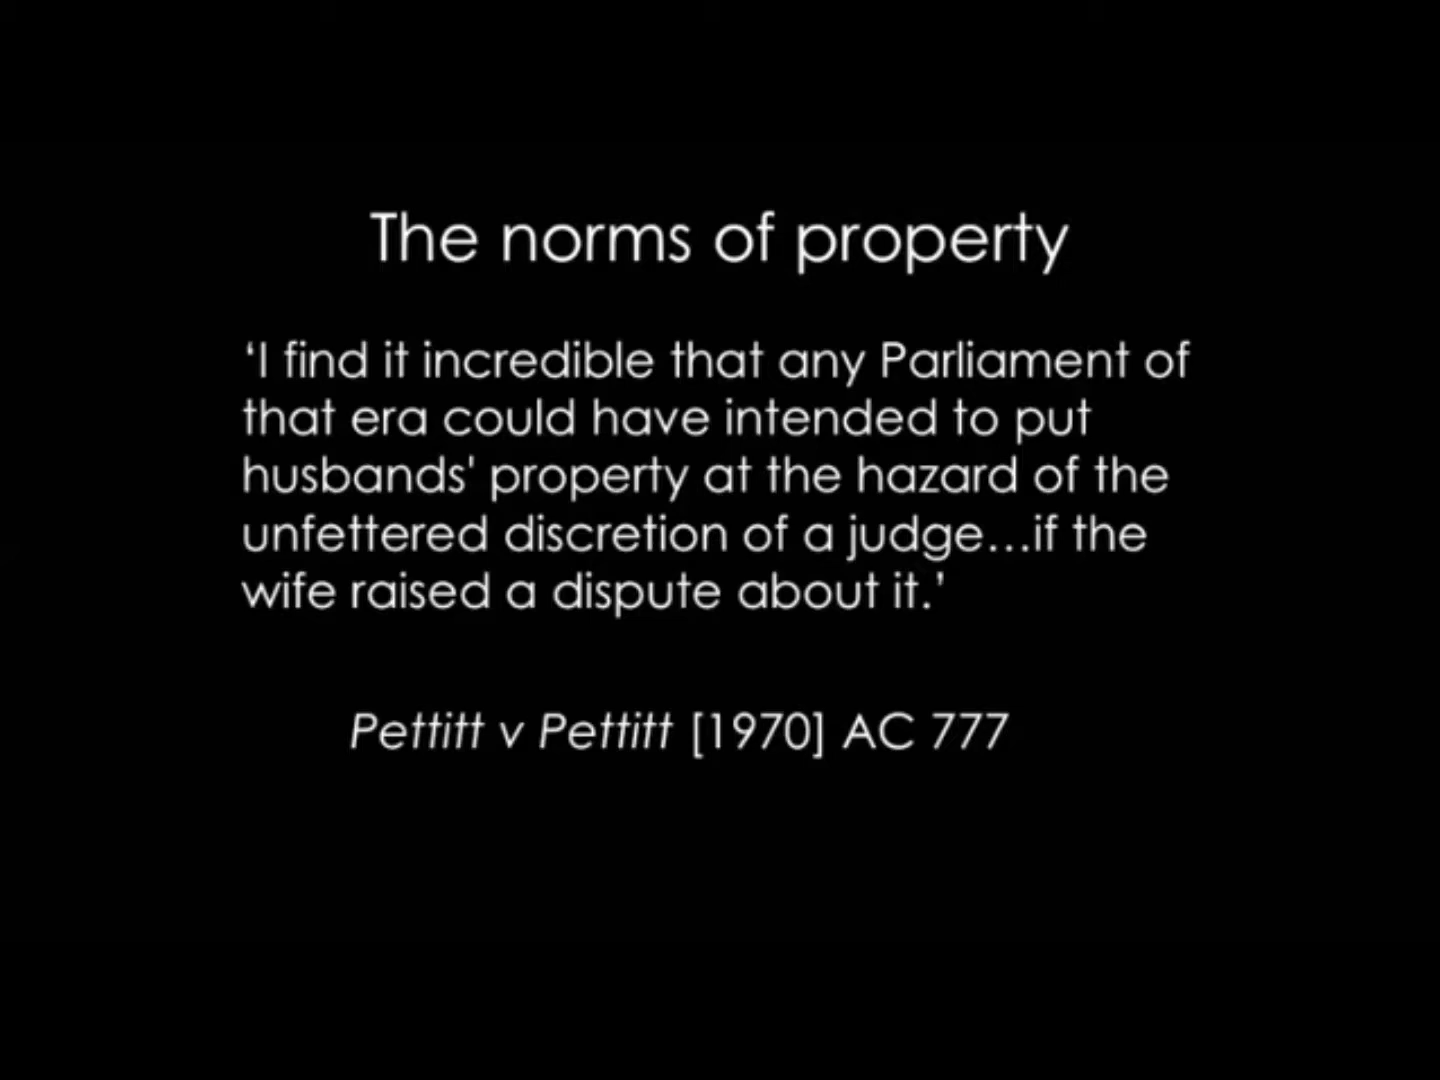 The norms of property
‘I find it incredible that any Parliament of
that era could have intended to put
husbands' property at the hazard of the
unfettered discretion of a judge…if the
wife raised a dispute about it.’
Pettitt v Pettitt [1970] AC 777